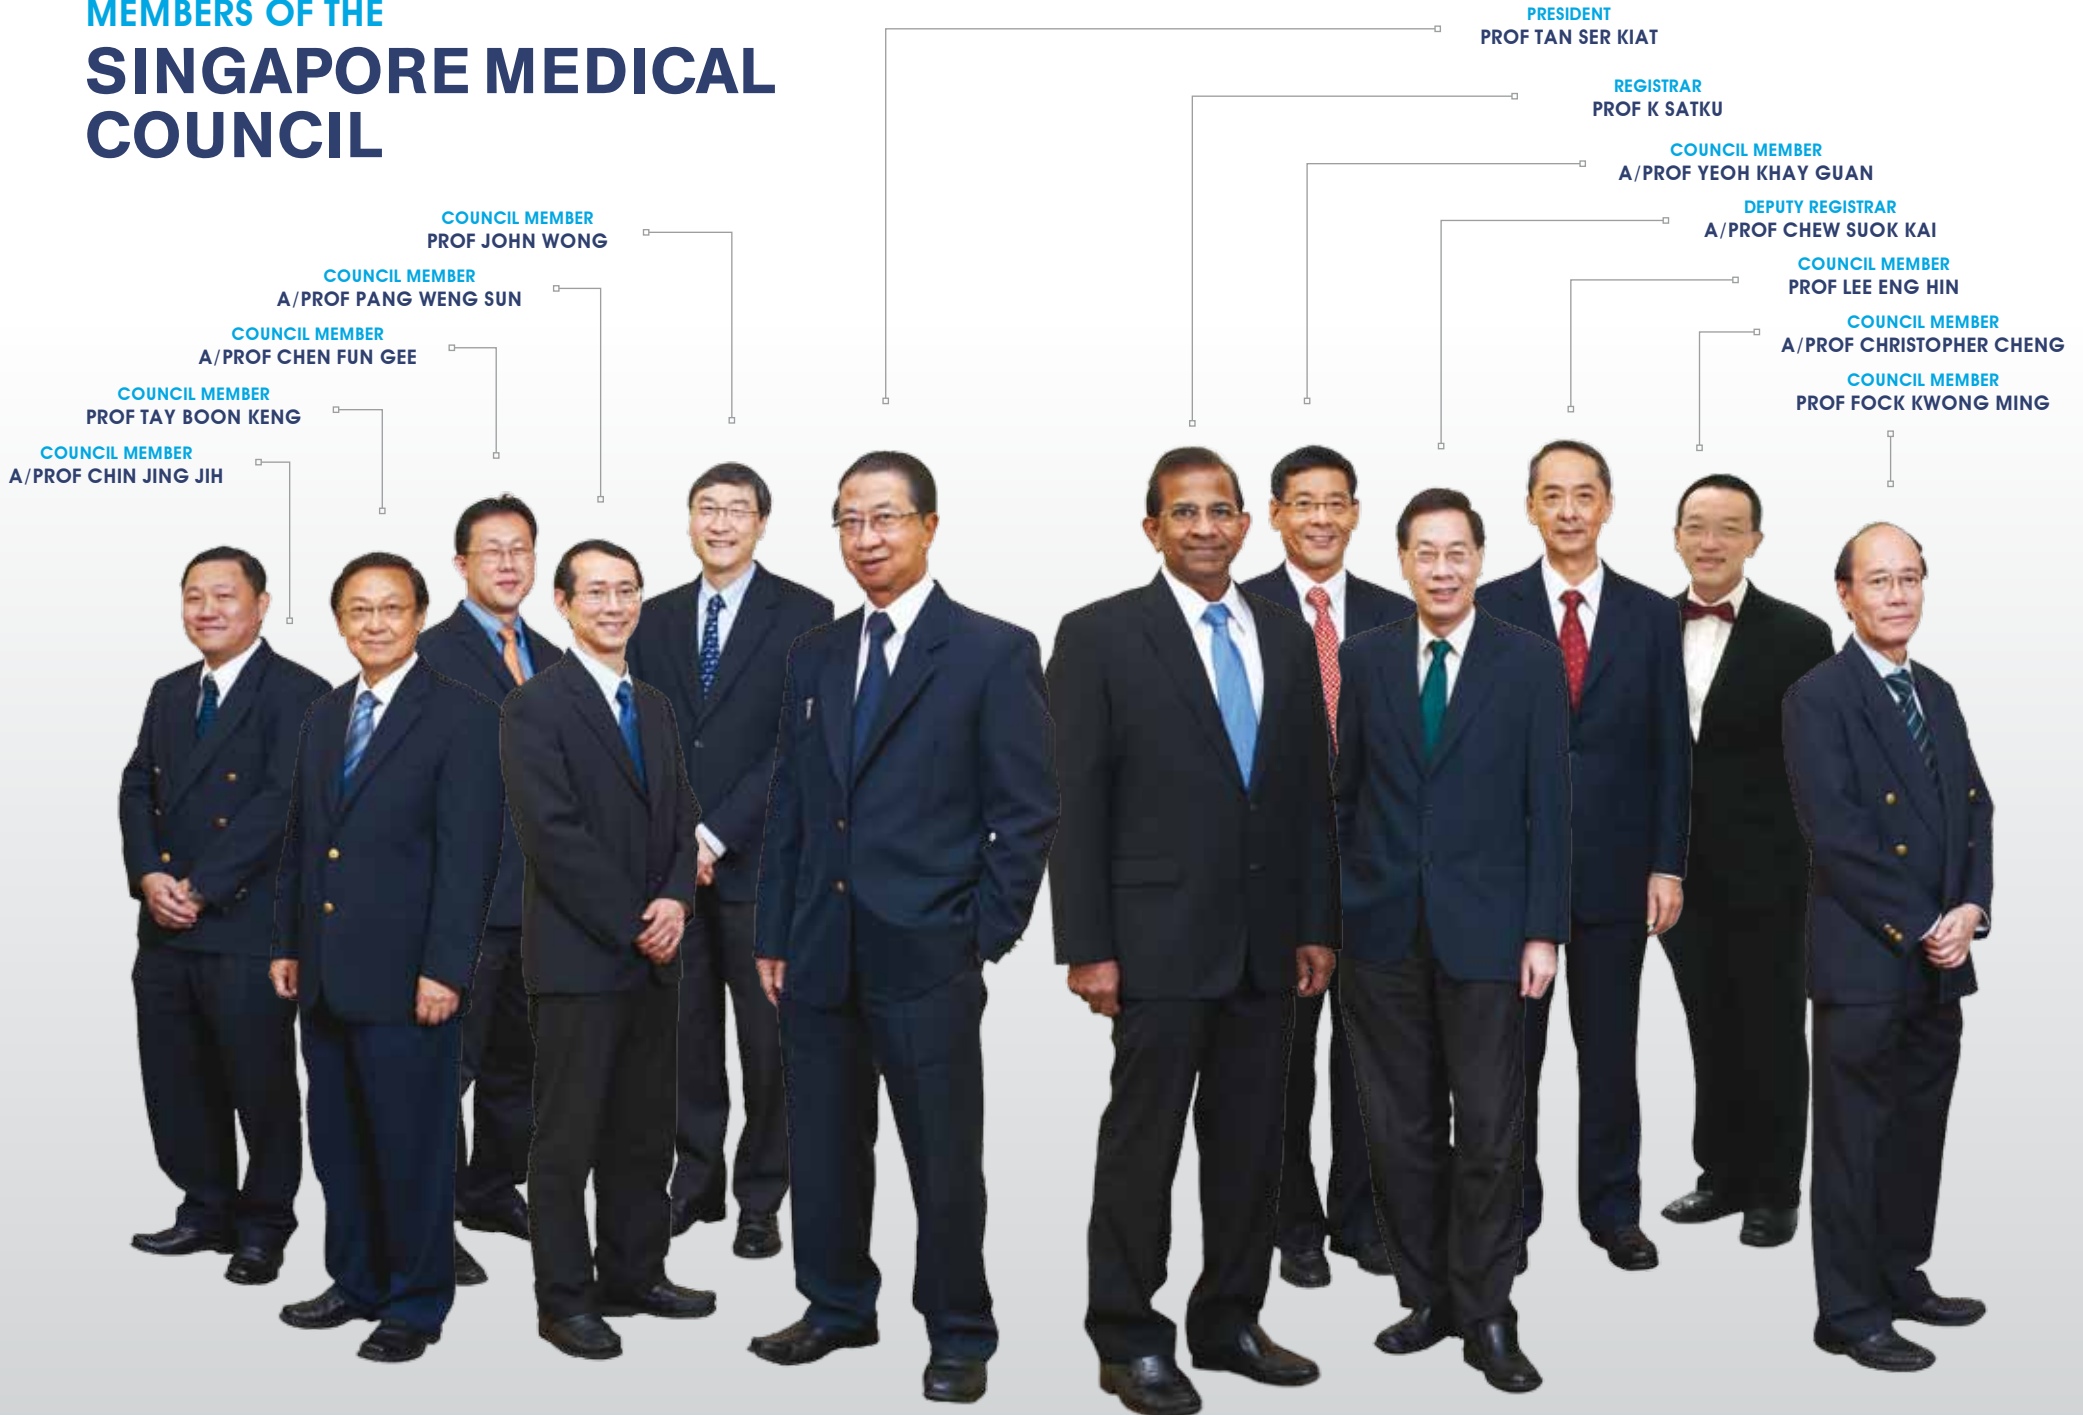 MEMBERS OF THE
SINGAPORE MEDICAL
COUNCIL
PRESIDENT
PROF TAN SER KIAT
REGISTRAR
PROF K SATKU
COUNCIL MEMBER
A/PROF YEOH KHAY GUAN
DEPUTY REGISTRAR
A/PROF CHEW SUOK KAI
COUNCIL MEMBER
PROF LEE ENG HIN
COUNCIL MEMBER
A/PROF CHRISTOPHER CHENG
COUNCIL MEMBER
PROF FOCK KWONG MING
COUNCIL MEMBER
PROF JOHN WONG
COUNCIL MEMBER
A/PROF PANG WENG SUN
COUNCIL MEMBER
A/PROF CHEN FUN GEE
COUNCIL MEMBER
PROF TAY BOON KENG
COUNCIL MEMBER
A/PROF CHIN JING JIH